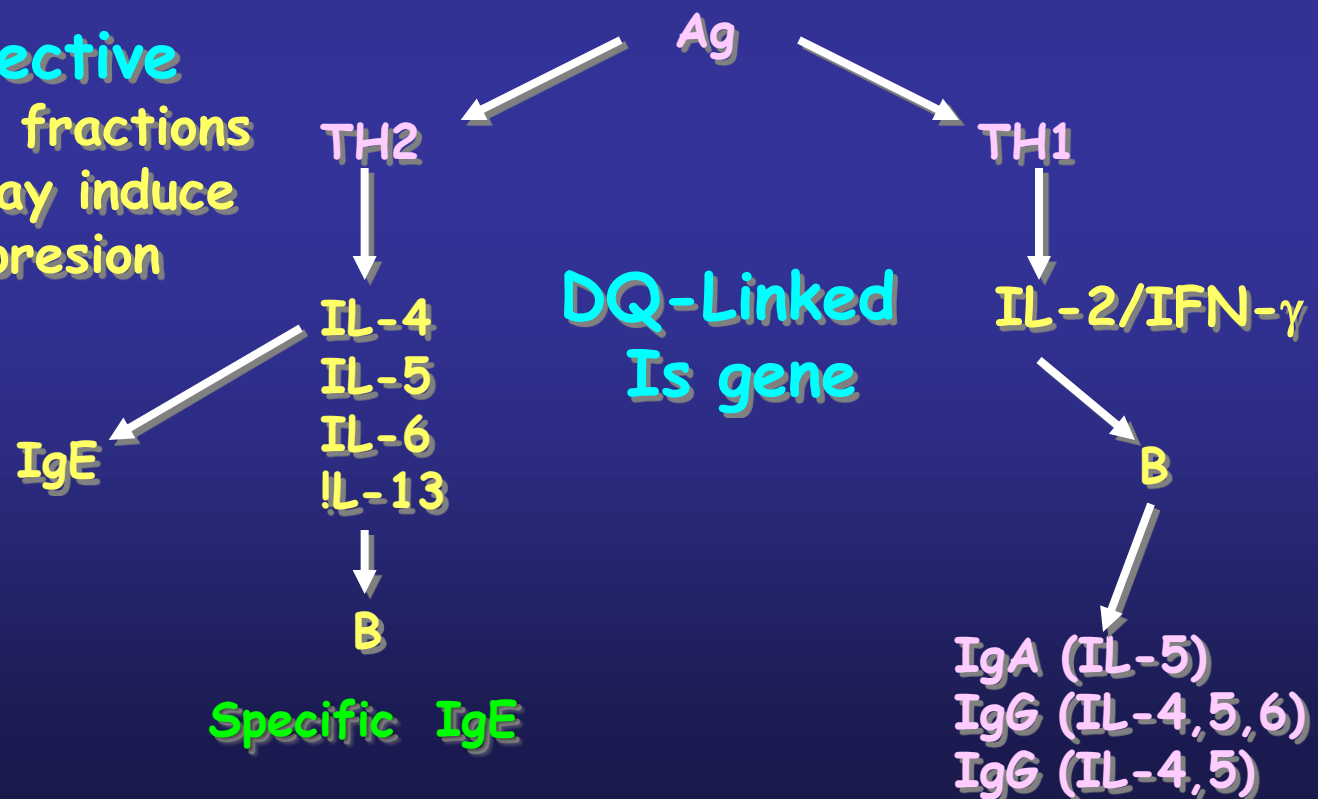 Ag
ective
fractions
ay induce
presion
TH2
TH1
IL-4
IL-5
IL-6
!L-13
DQ-Linked
Is gene
IL-2/IFN-γ
IgE
B
B
Specific IgE
IgA (IL-5)
IgG (IL-4,5,6)
IgG (IL-4,5)